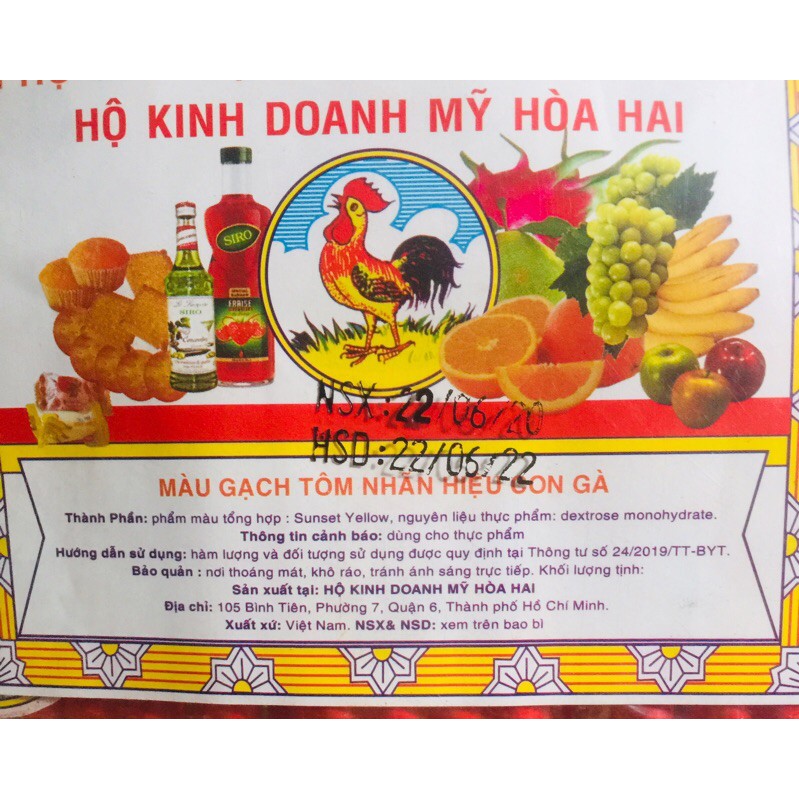 HỘ KINH DOANH MỸ HÒA HAI
SIRO
SIRO
FRAISE
NSX: 22/06/20
HSD: 22/06/22
MÀU GẠCH TÔM NHÃN HIỆU CON GÀ
Thành Phần: phẩm màu tổng hợp : Sunset Yellow, nguyên liệu thực phẩm: dextrose monohydrate.
Thông tin cảnh báo: dùng cho thực phẩm
Hướng dẫn sử dụng: hàm lượng và đối tượng sử dụng được quy định tại Thông tư số 24/2019/TT-BYT.
Bảo quản : nơi thoáng mát, khô ráo, tránh ánh sáng trực tiếp. Khối lượng tịnh:
Sản xuất tại: HỘ KINH DOANH MỸ HÒA HAI
Địa chỉ: 105 Bình Tiên, Phường 7, Quận 6, Thành phố Hồ Chí Minh.
Xuất xứ: Việt Nam. NSX& NSD: xem trên bao bì